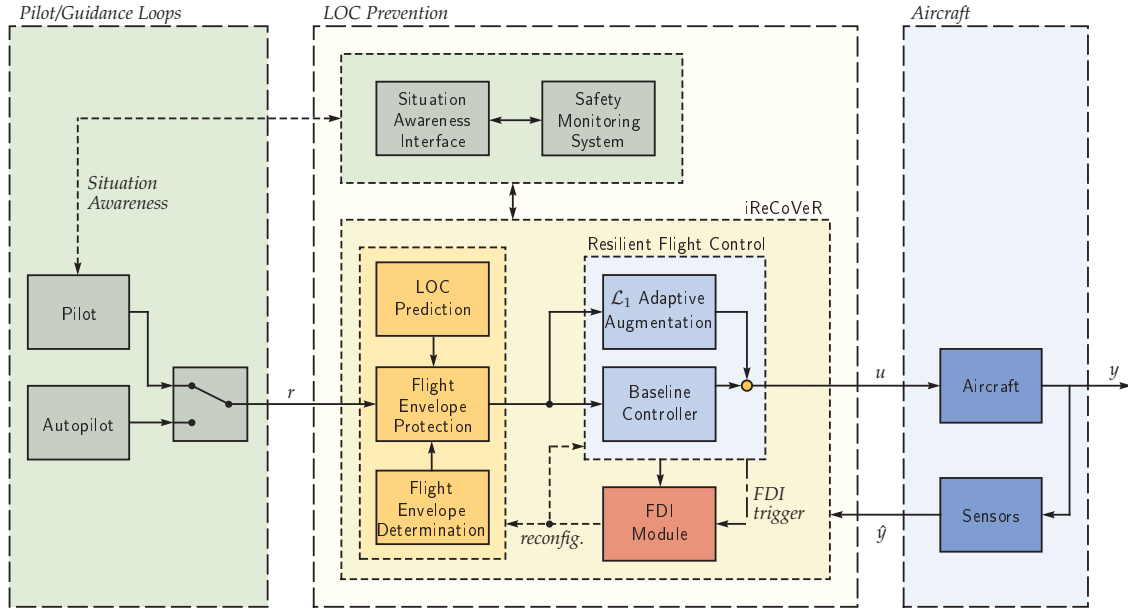 Pilot/Guidance Loops
LOC Prevention
Aircraft
Situation
Awareness
Interface
Safety
Monitoring
System
Situation
Awareness
iReCoVeR
Resilient Flight Control
LOC
Prediction
ℒ₁ Adaptive
Augmentation
Pilot
Flight
Envelope
Protection
Baseline
Controller
Autopilot
r
u
Aircraft
y
Flight
Envelope
Determination
FDI
Module
FDI
trigger
reconfig.
Sensors
ŷ